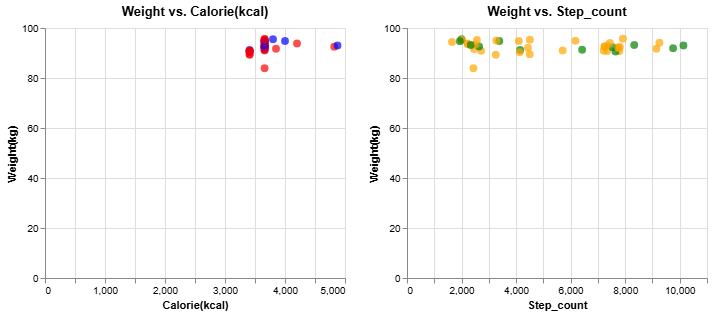 Weight vs. Calorie(kcal)
Weight(kg)
100
80
60
40
20
0
0 1,000 2,000 3,000 4,000 5,000
Calorie(kcal)
Weight vs. Step_count
Weight(kg)
100
80
60
40
20
0
0 2,000 4,000 6,000 8,000 10,000
Step_count